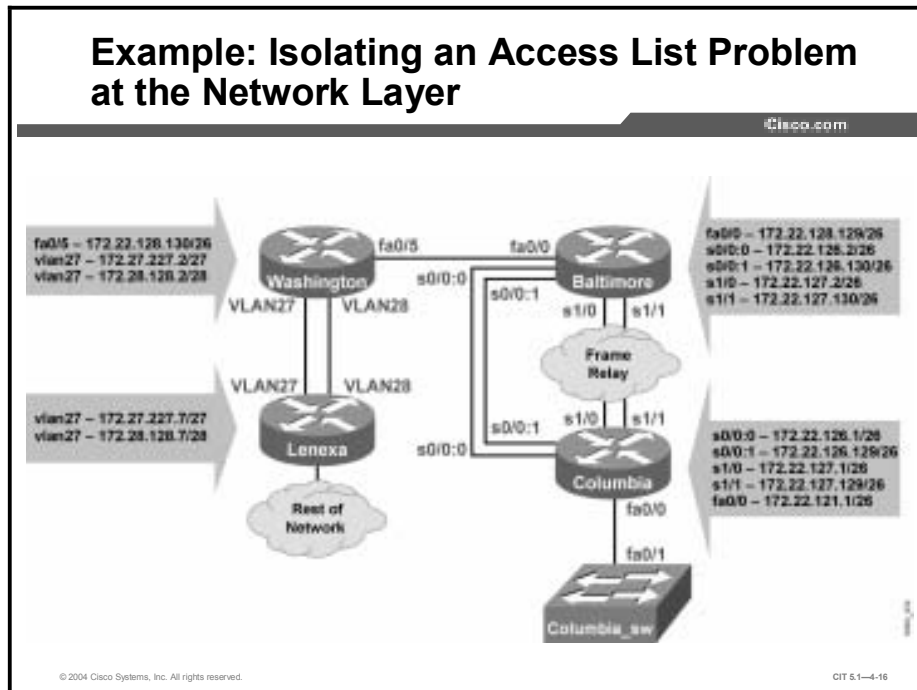 Example: Isolating an Access List Problem
at the Network Layer
Cisco.com
fa0/5 – 172.22.128.130/26
vlan27 – 172.27.227.2/27
vlan27 – 172.28.128.2/28
Washington
fa0/5
fa0/0
Baltimore
fa0/0 – 172.22.128.129/26
s0/0:0 – 172.22.126.2/26
s0/0:1 – 172.22.126.130/26
s1/0 – 172.22.127.2/26
s1/1 – 172.22.127.130/26
s0/0:0
s0/0:1
s1/0
s1/1
VLAN27
VLAN28
Frame
Relay
VLAN27
VLAN28
vlan27 – 172.27.227.7/27
vlan27 – 172.28.128.7/28
Lenexa
s0/0:0
s0/0:1
s1/0
s1/1
Columbia
s0/0:0 – 172.22.126.1/26
s0/0:1 – 172.22.126.129/26
s1/0 – 172.22.127.1/26
s1/1 – 172.22.127.129/26
fa0/0 – 172.22.121.1/26
Rest of
Network
fa0/0
fa0/1
Columbia_sw
© 2004 Cisco Systems, Inc. All rights reserved.
CIT 5.1—4-16